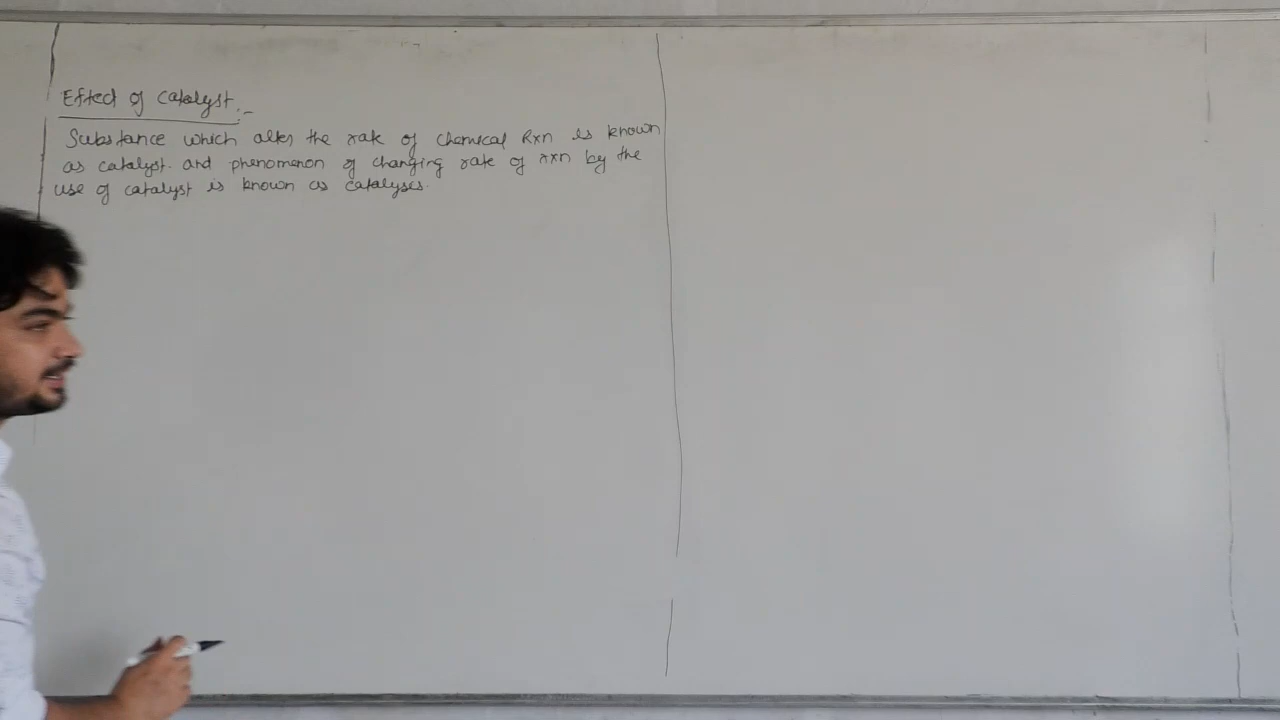 Effect of catalyst:-
Substance which alter the rate of chemical Rxn is known
as catalyst. and phenomenon of changing rate of rxn by the
use of catalyst is known as catalyses.